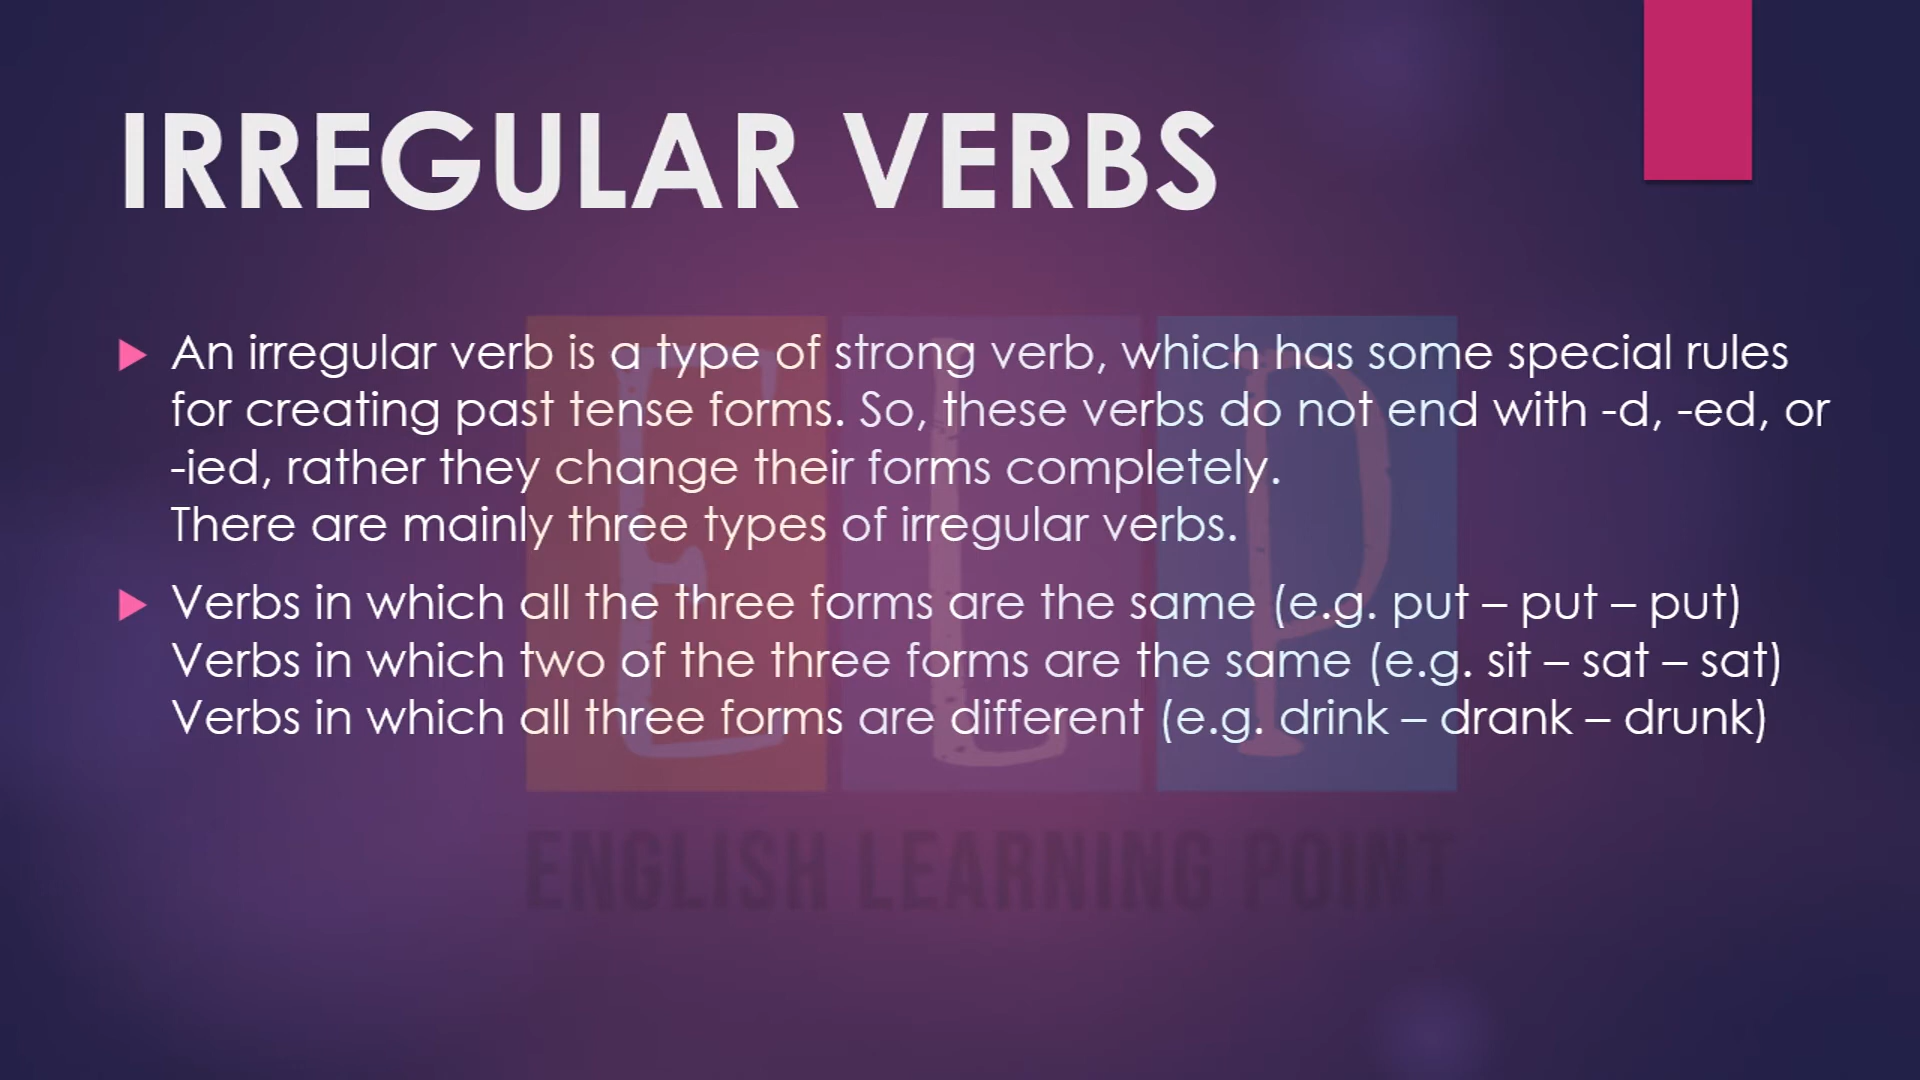 IRREGULAR VERBS
An irregular verb is a type of strong verb, which has some special rules
for creating past tense forms. So, these verbs do not end with -d, -ed, or
-ied, rather they change their forms completely.
There are mainly three types of irregular verbs.
Verbs in which all the three forms are the same (e.g. put – put – put)
Verbs in which two of the three forms are the same (e.g. sit – sat – sat)
Verbs in which all three forms are different (e.g. drink – drank – drunk)
ELP
ENGLISH LEARNING POINT